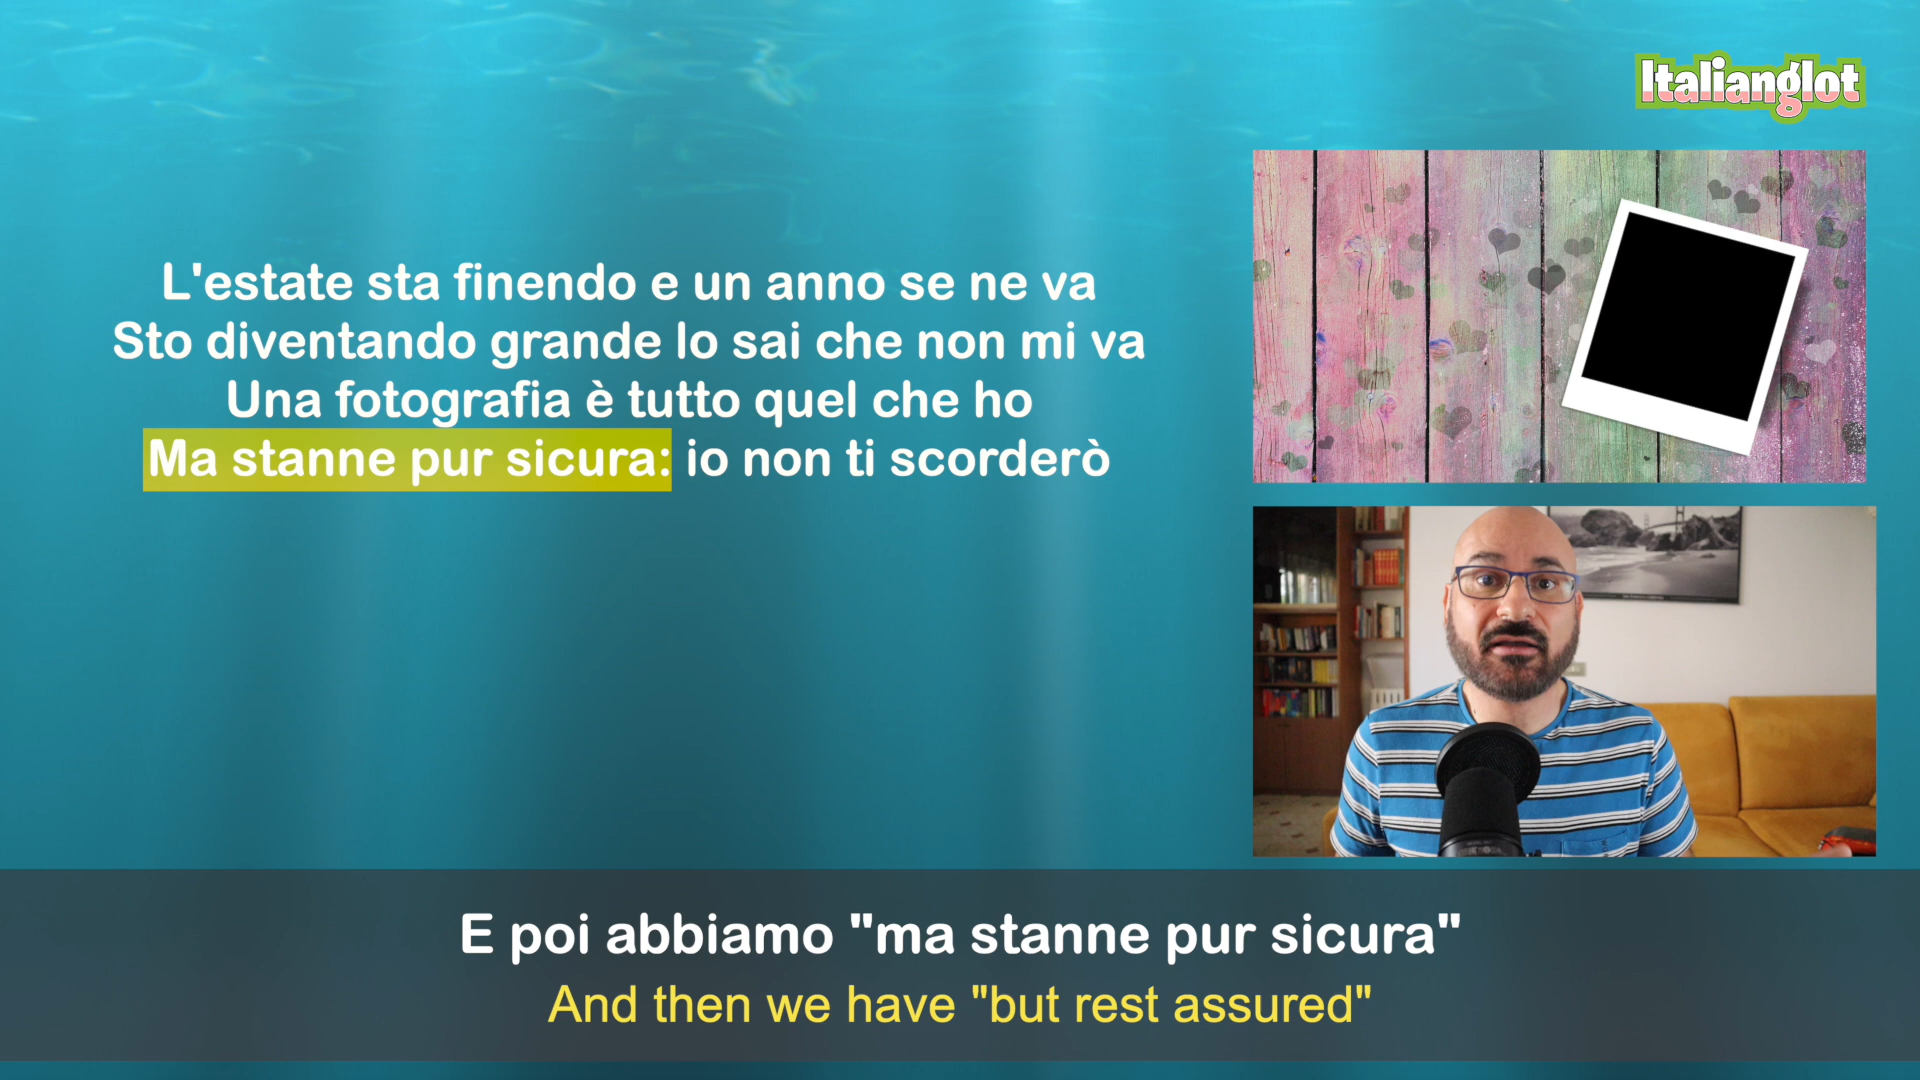 Italianglot
L'estate sta finendo e un anno se ne va
Sto diventando grande lo sai che non mi va
Una fotografia è tutto quel che ho
Ma stanne pur sicura: io non ti scorderò
E poi abbiamo "ma stanne pur sicura"
And then we have "but rest assured"